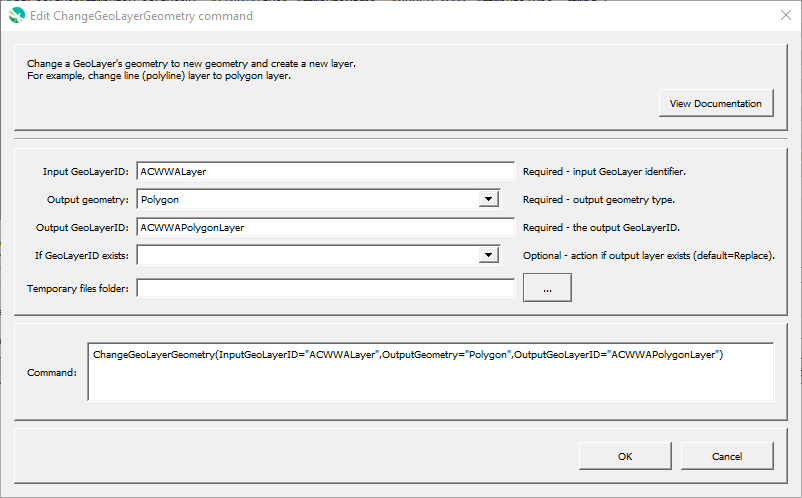 Edit ChangeGeoLayerGeometry command
Change a GeoLayer's geometry to new geometry and create a new layer.
For example, change line (polyline) layer to polygon layer.
View Documentation
Input GeoLayerID: ACWWALayer Required - input GeoLayer identifier.
Output geometry: Polygon Required - output geometry type.
Output GeoLayerID: ACWWAPolygonLayer Required - the output GeoLayerID.
If GeoLayerID exists: Optional - action if output layer exists (default=Replace).
Temporary files folder: ...
Command: ChangeGeoLayerGeometry(InputGeoLayerID="ACWWALayer",OutputGeometry="Polygon",OutputGeoLayerID="ACWWAPolygonLayer")
OK Cancel